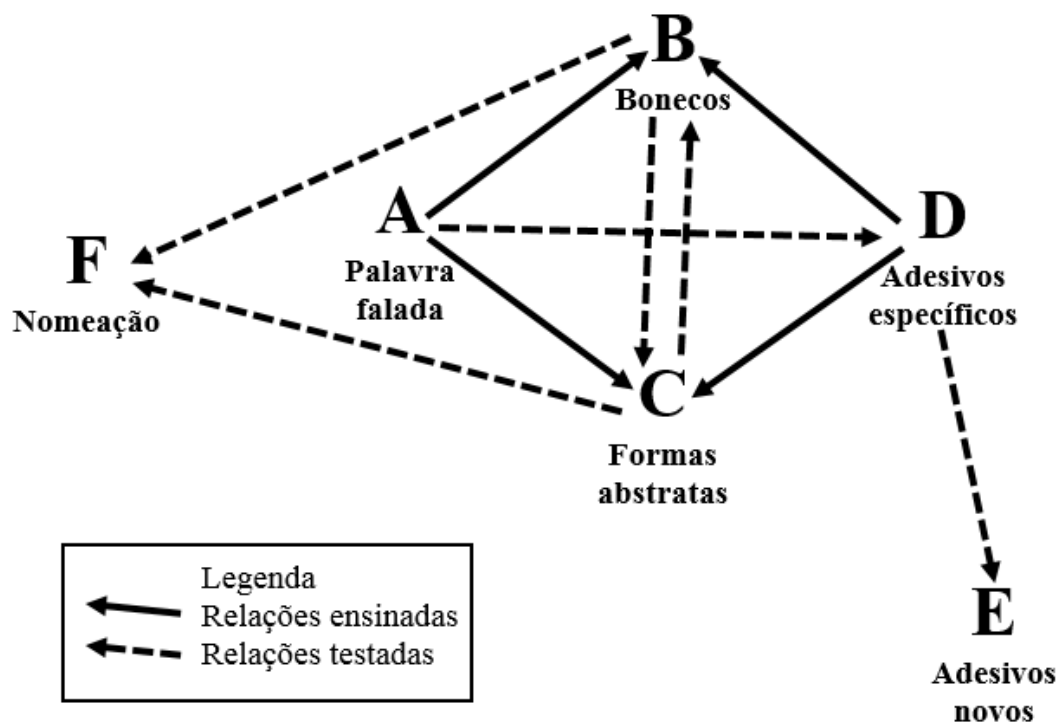 B
Bonecos
A
Palavra
falada
D
Adesivos
específicos
F
Nomeação
C
Formas
abstratas
E
Adesivos
novos
Legenda
Relações ensinadas
Relações testadas